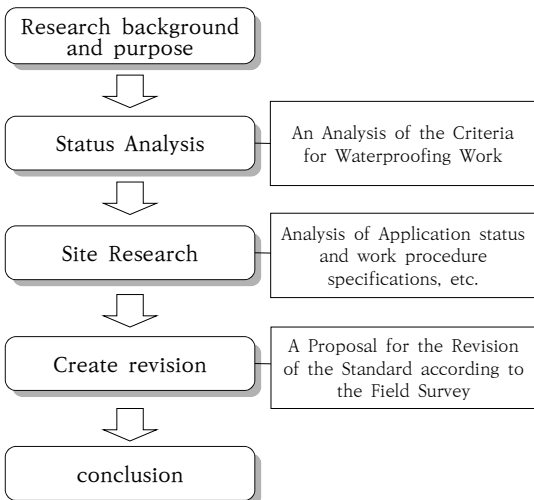 Research background
and purpose
Status Analysis
An Analysis of the Criteria
for Waterproofing Work
Site Research
Analysis of Application status
and work procedure
specifications, etc.
Create revision
A Proposal for the Revision
of the Standard according to
the Field Survey
conclusion